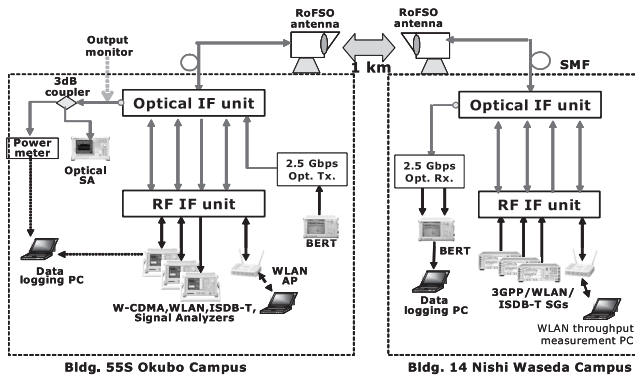 RoFSO
antenna
RoFSO
antenna
Output
monitor
1 km
SMF
3dB
coupler
Optical IF unit
Optical IF unit
Power
meter
Optical
SA
2.5 Gbps
Opt. Tx.
2.5 Gbps
Opt. Rx.
RF IF unit
RF IF unit
BERT
BERT
Data
logging PC
WLAN
AP
W-CDMA,WLAN,ISDB-T,
Signal Analyzers
Data
logging PC
3GPP/WLAN/
ISDB-T SGs
WLAN throughput
measurement PC
Bldg. 55S Okubo Campus
Bldg. 14 Nishi Waseda Campus